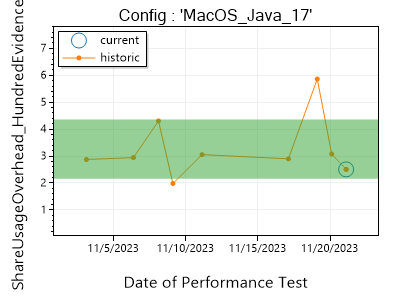 Config : 'MacOS_Java_17'
current
historic
ShareUsageOverhead_HundredEvidence
7
6
5
4
3
2
1
11/5/2023
11/10/2023
11/15/2023
11/20/2023
Date of Performance Test